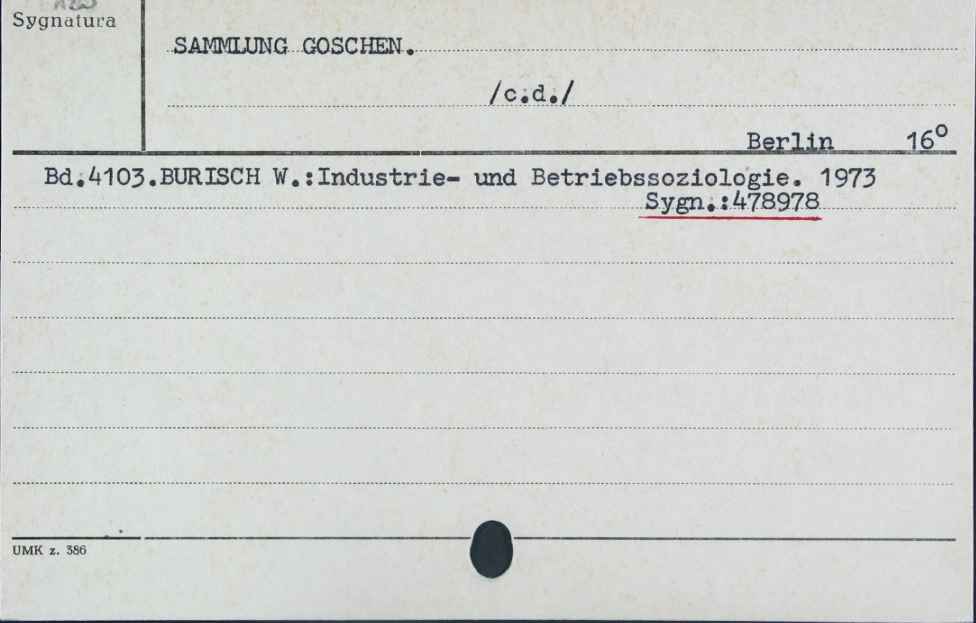 Sygnatura
SAMMLUNG GOSCHEN.
/c.d./
Berlin 16°
Bd.4103.BURISCH W.:Industrie- und Betriebssoziologie. 1973
Sygn.:478978
UMK z. 386